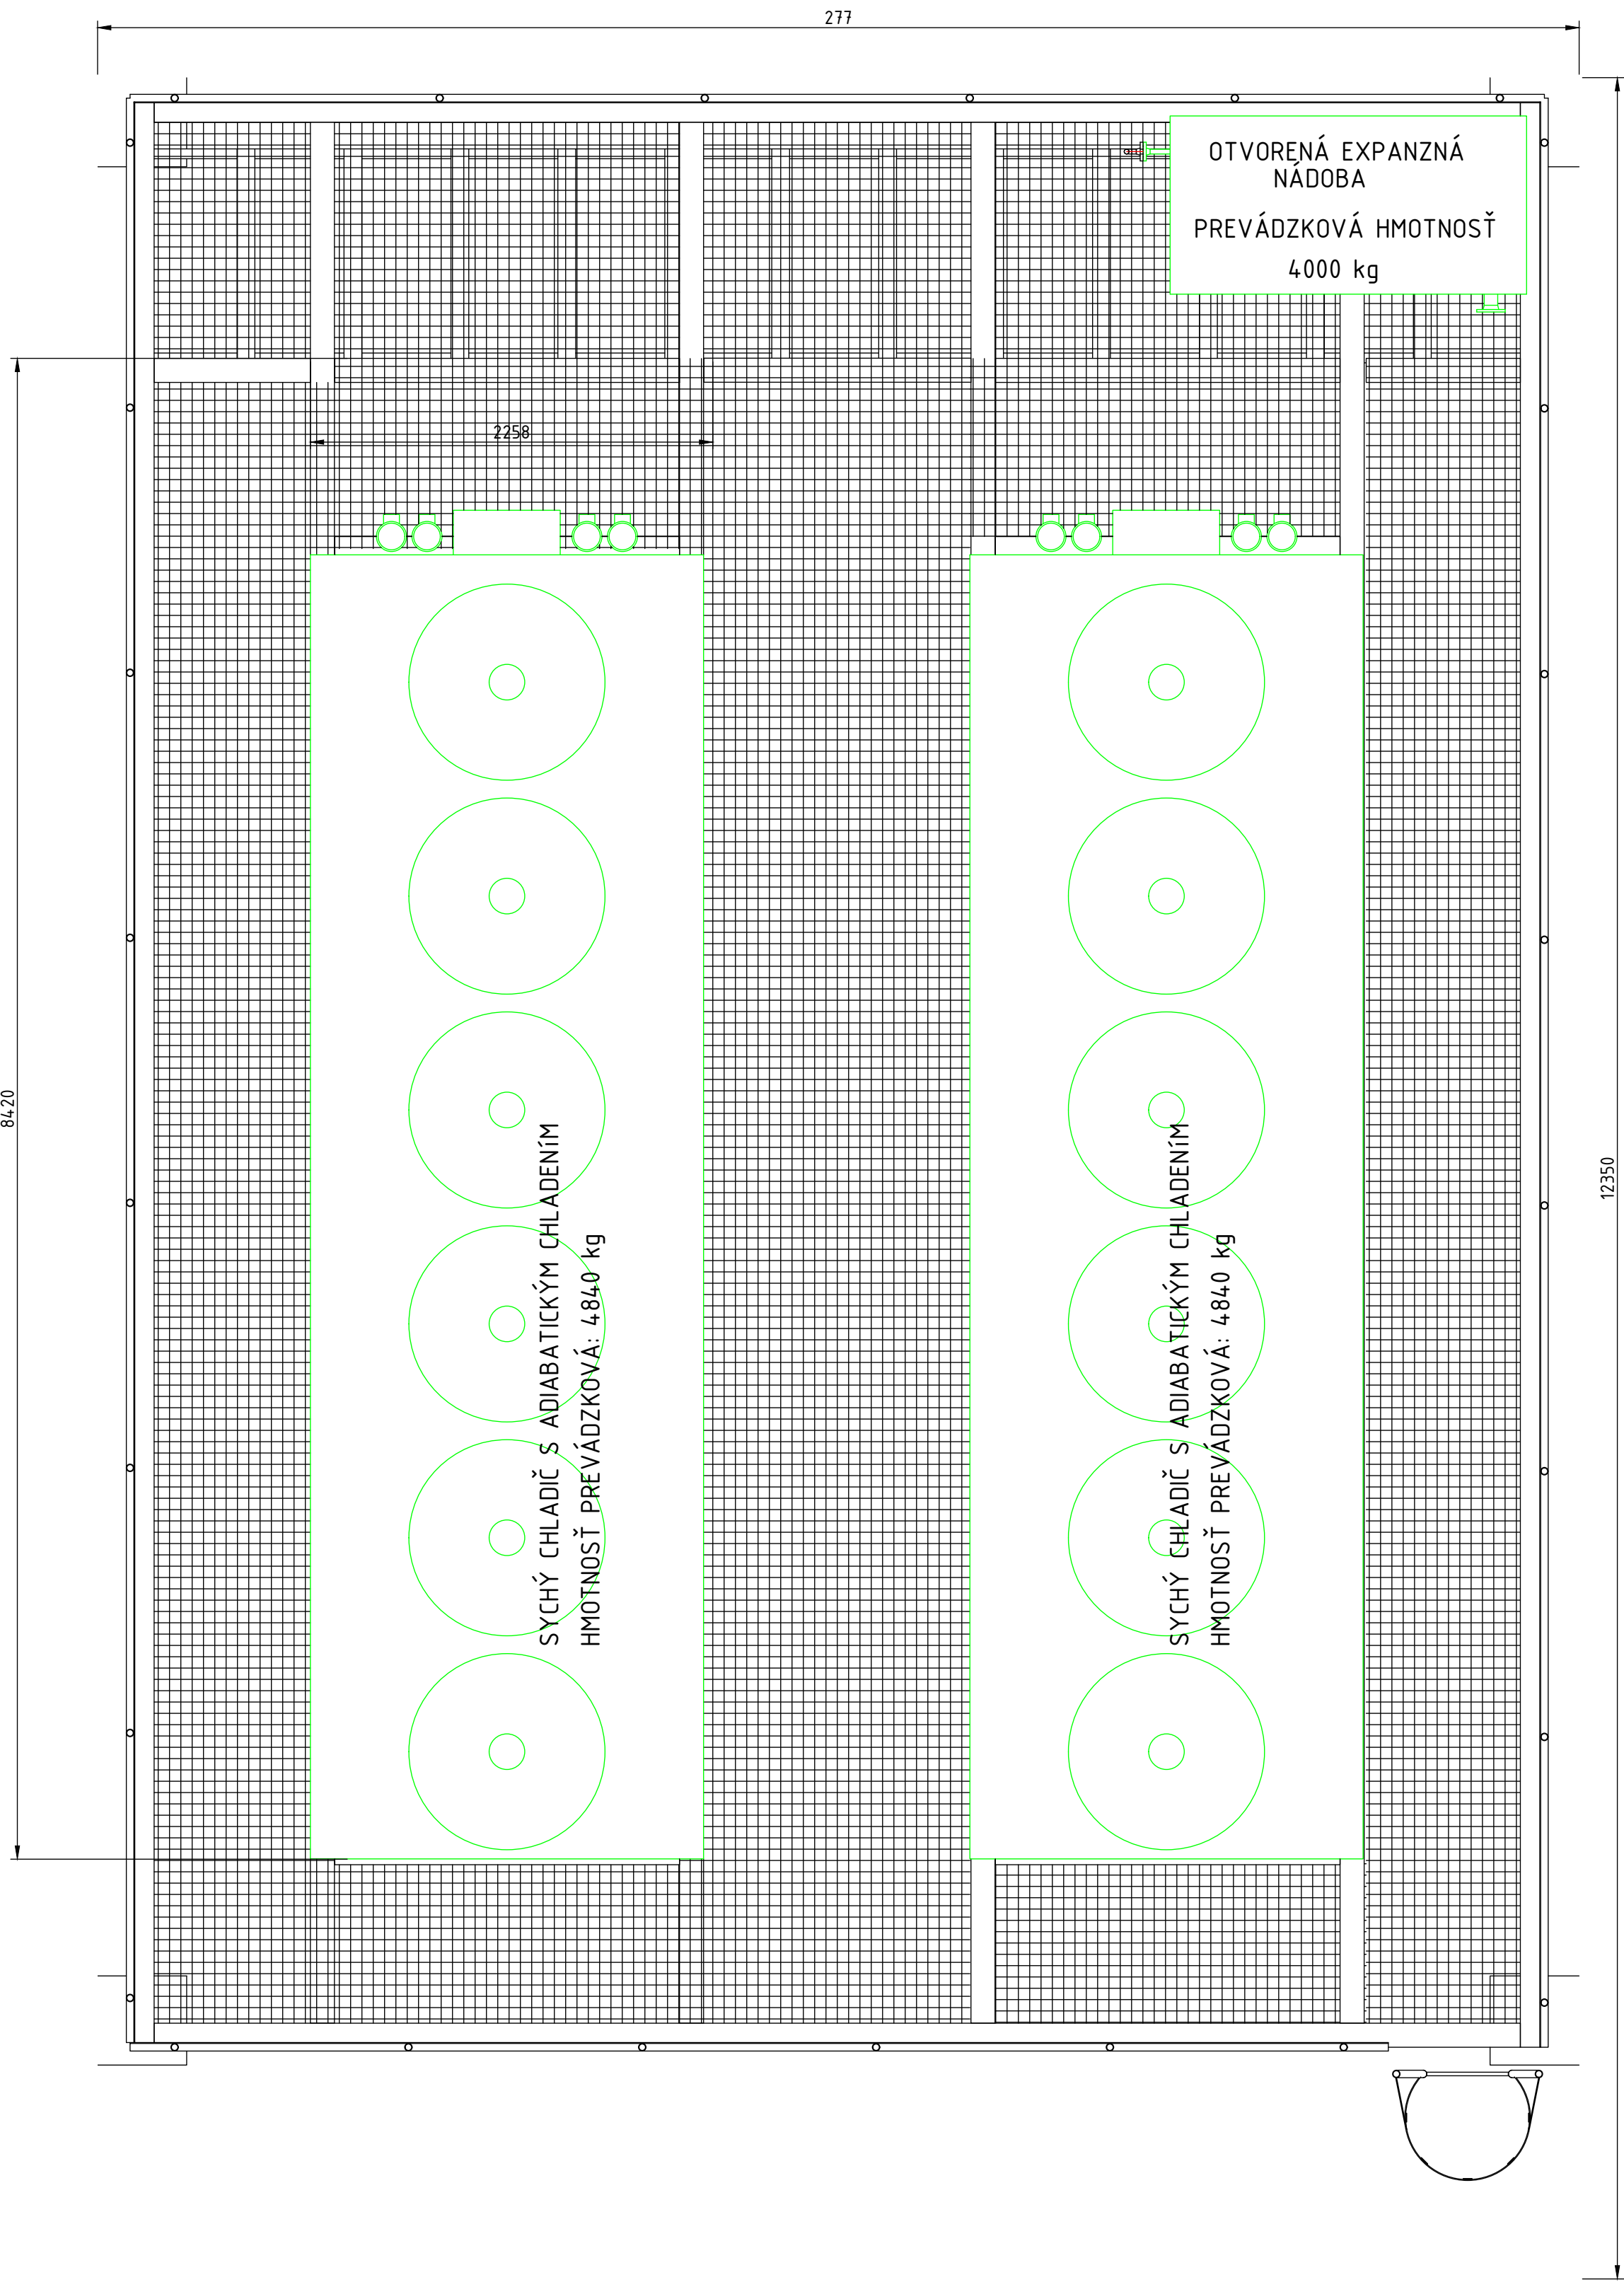 277
OTVORENÁ EXPANZNÁ
NÁDOBA
PREVÁDZKOVÁ HMOTNOSŤ
4000 kg
2258
8420
12350
SYCHÝ CHLADIČ S ADIABATICKÝM CHLADENÍM
HMOTNOSŤ PREVÁDZKOVÁ: 4840 kg
SYCHÝ CHLADIČ S ADIABATICKÝM CHLADENÍM
HMOTNOSŤ PREVÁDZKOVÁ: 4840 kg